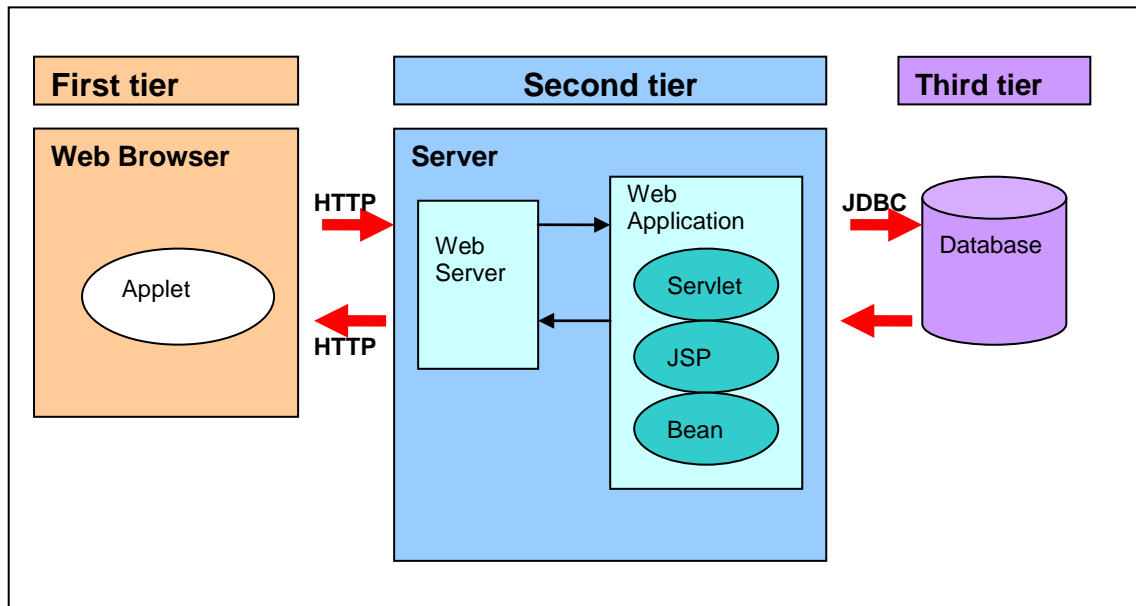 First tier
Second tier
Third tier
Web Browser
Applet
HTTP
HTTP
Server
Web
Server
Web
Application
Servlet
JSP
Bean
JDBC
Database